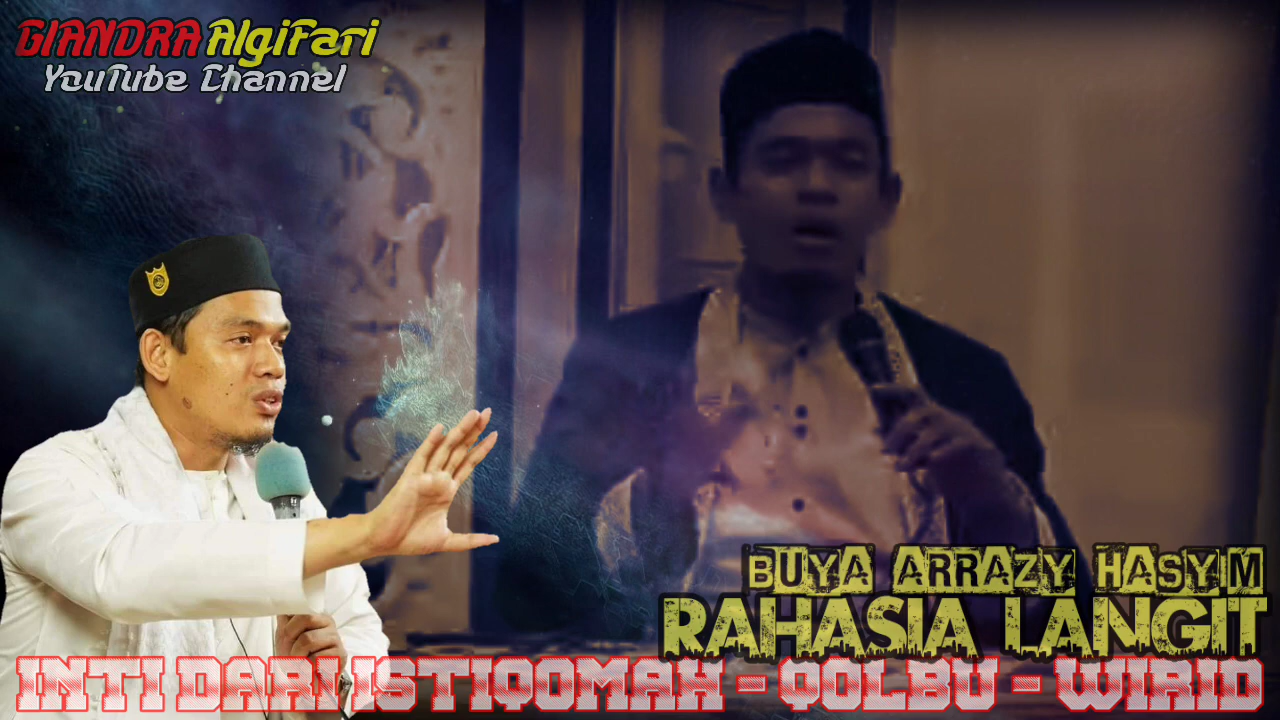 GIANDRA AlgiFari
YouTube Channel
BUYA ARRAZY HASYIM
RAHASIA LANGIT
INTI DARI ISTIQOMAH - QOLBU - WIRID